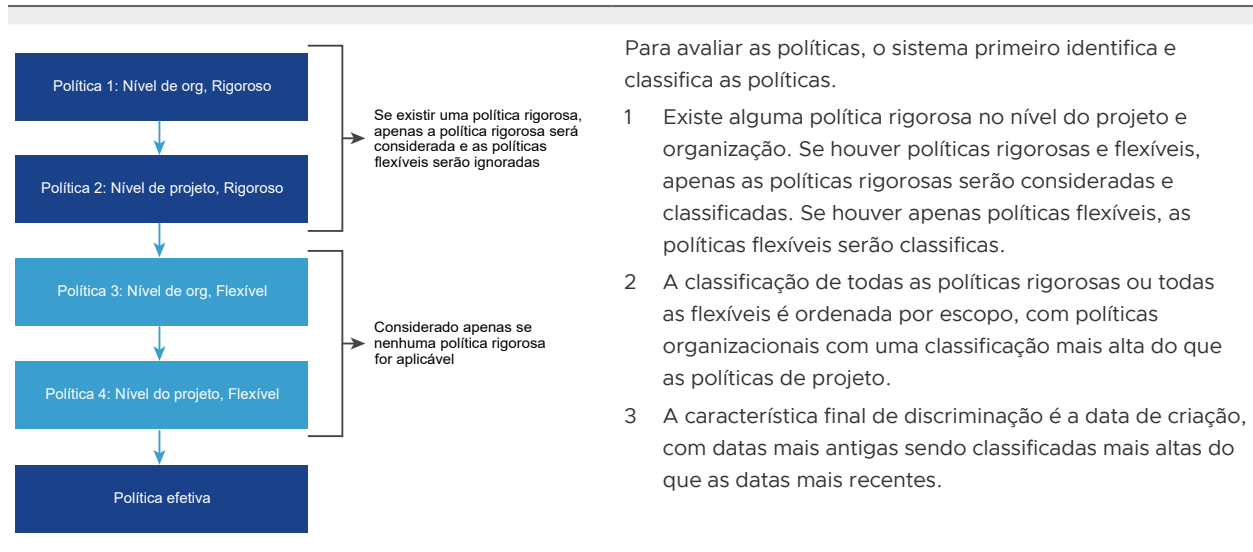 Política 1: Nível de org, Rigoroso
Política 2: Nível de projeto, Rigoroso
Se existir uma política rigorosa,
apenas a política rigorosa será
considerada e as políticas
flexíveis serão ignoradas
Política 3: Nível de org, Flexível
Política 4: Nível do projeto, Flexível
Considerado apenas se
nenhuma política rigorosa
for aplicável
Política efetiva
Para avaliar as políticas, o sistema primeiro identifica e
classifica as políticas.
1 Existe alguma política rigorosa no nível do projeto e
organização. Se houver políticas rigorosas e flexíveis,
apenas as políticas rigorosas serão consideradas e
classificadas. Se houver apenas políticas flexíveis, as
políticas flexíveis serão classificas.
2 A classificação de todas as políticas rigorosas ou todas
as flexíveis é ordenada por escopo, com políticas
organizacionais com uma classificação mais alta do que
as políticas de projeto.
3 A característica final de discriminação é a data de criação,
com datas mais antigas sendo classificadas mais altas do
que as datas mais recentes.